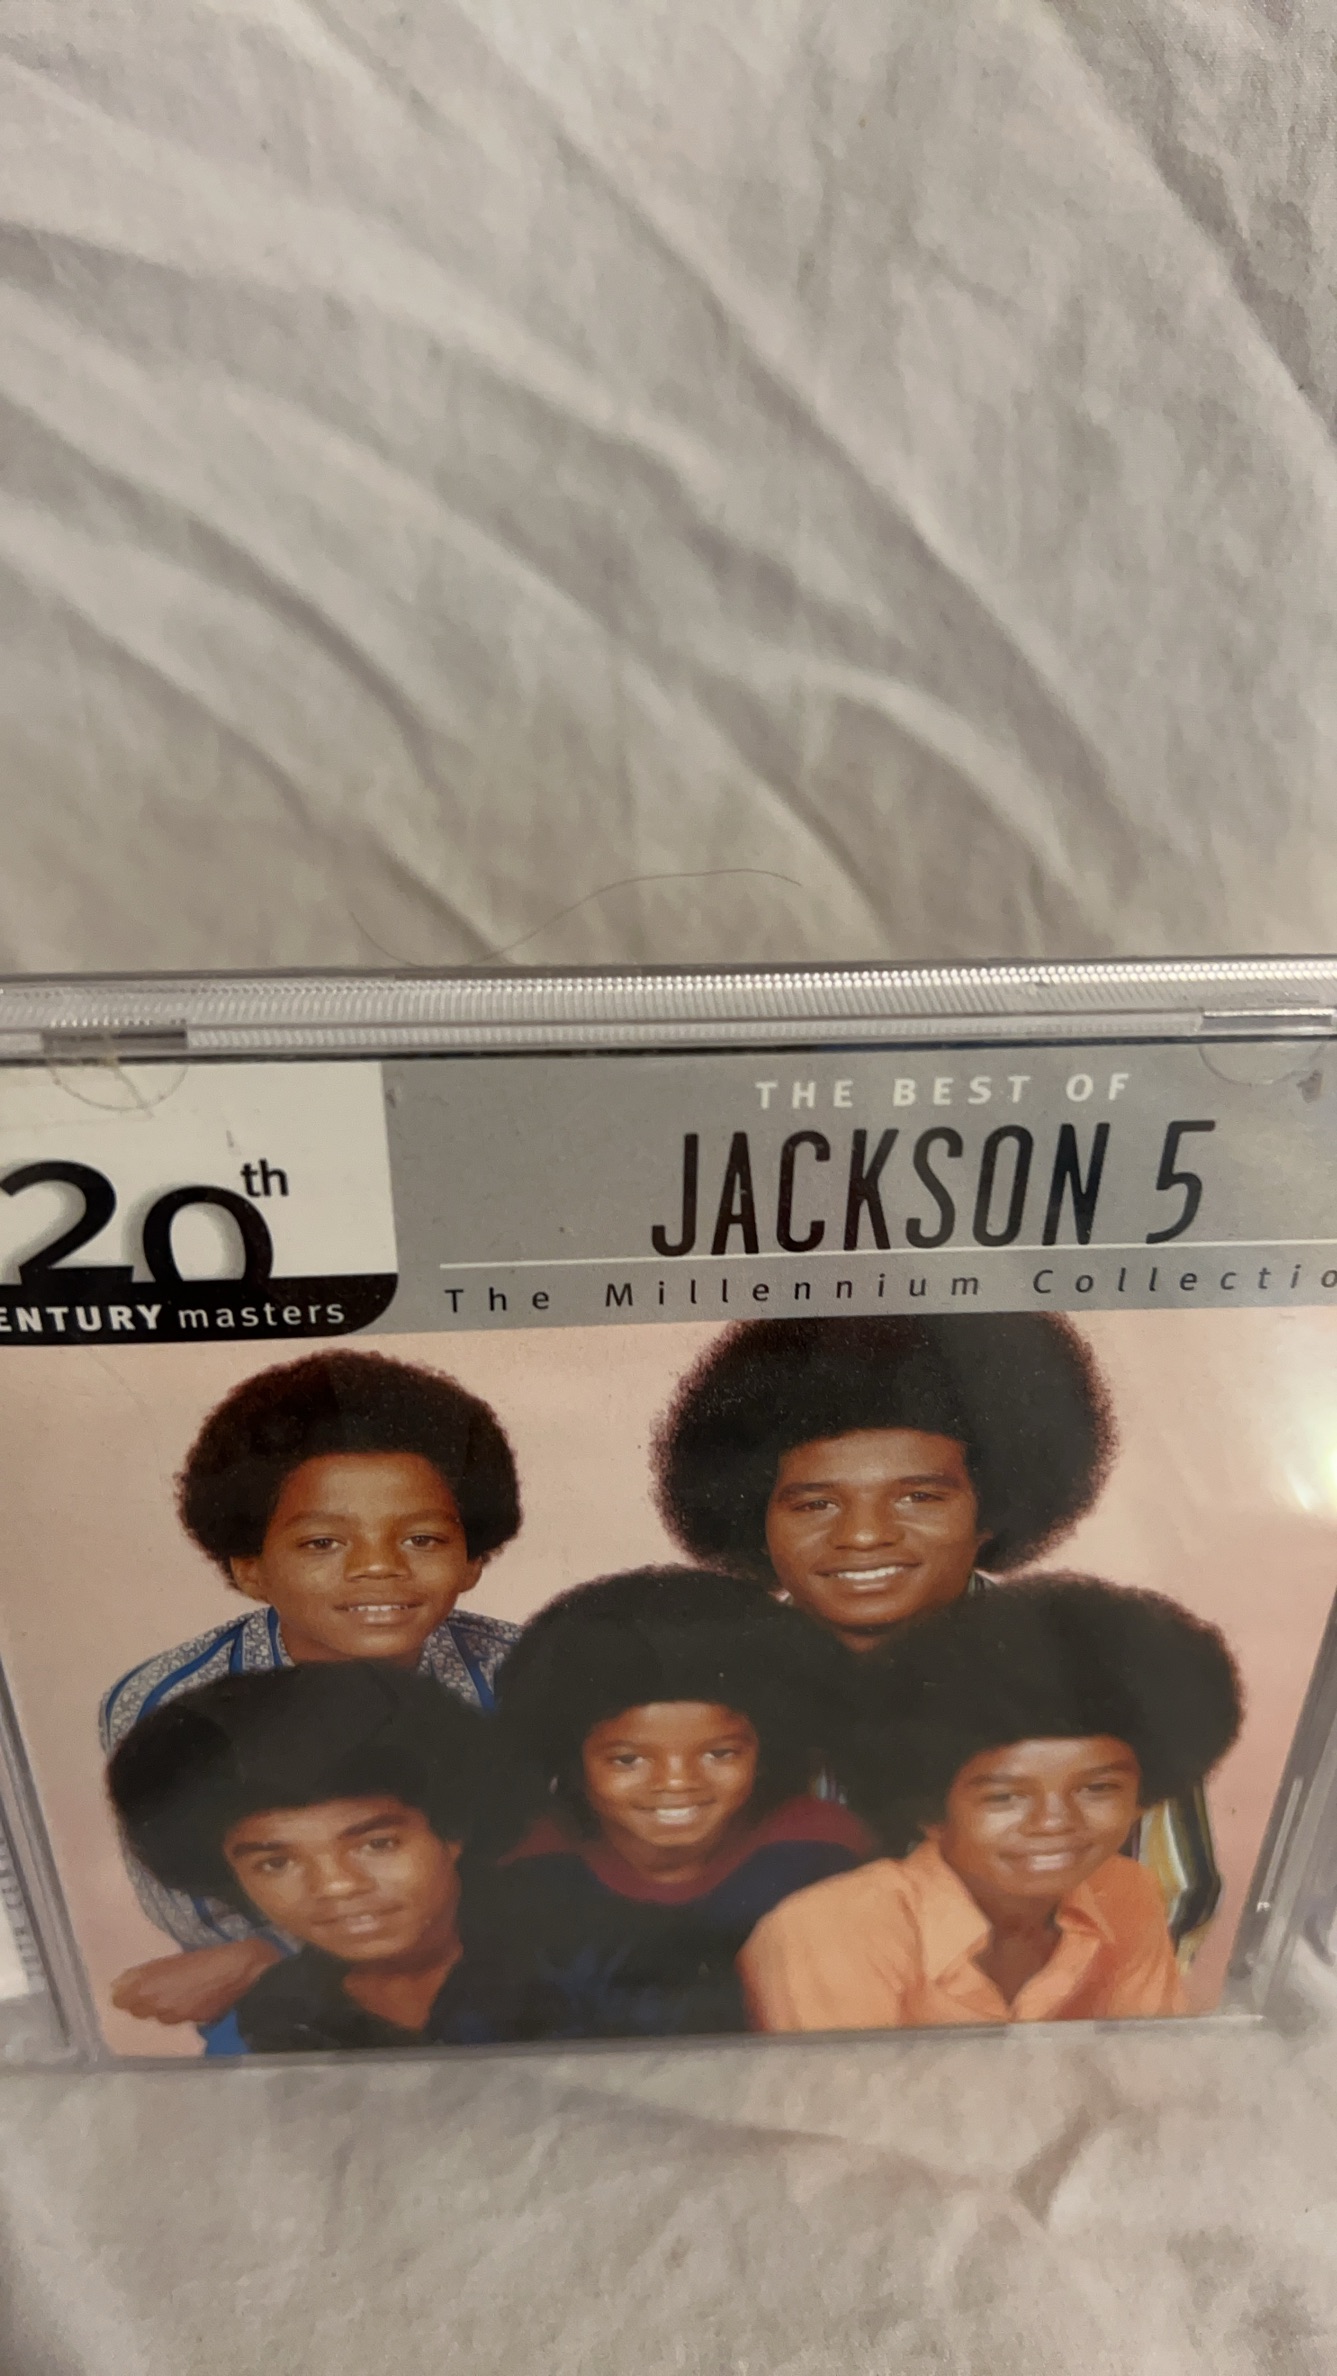 20th
ENTURY masters
THE BEST OF
JACKSON 5
The Millennium Collectio